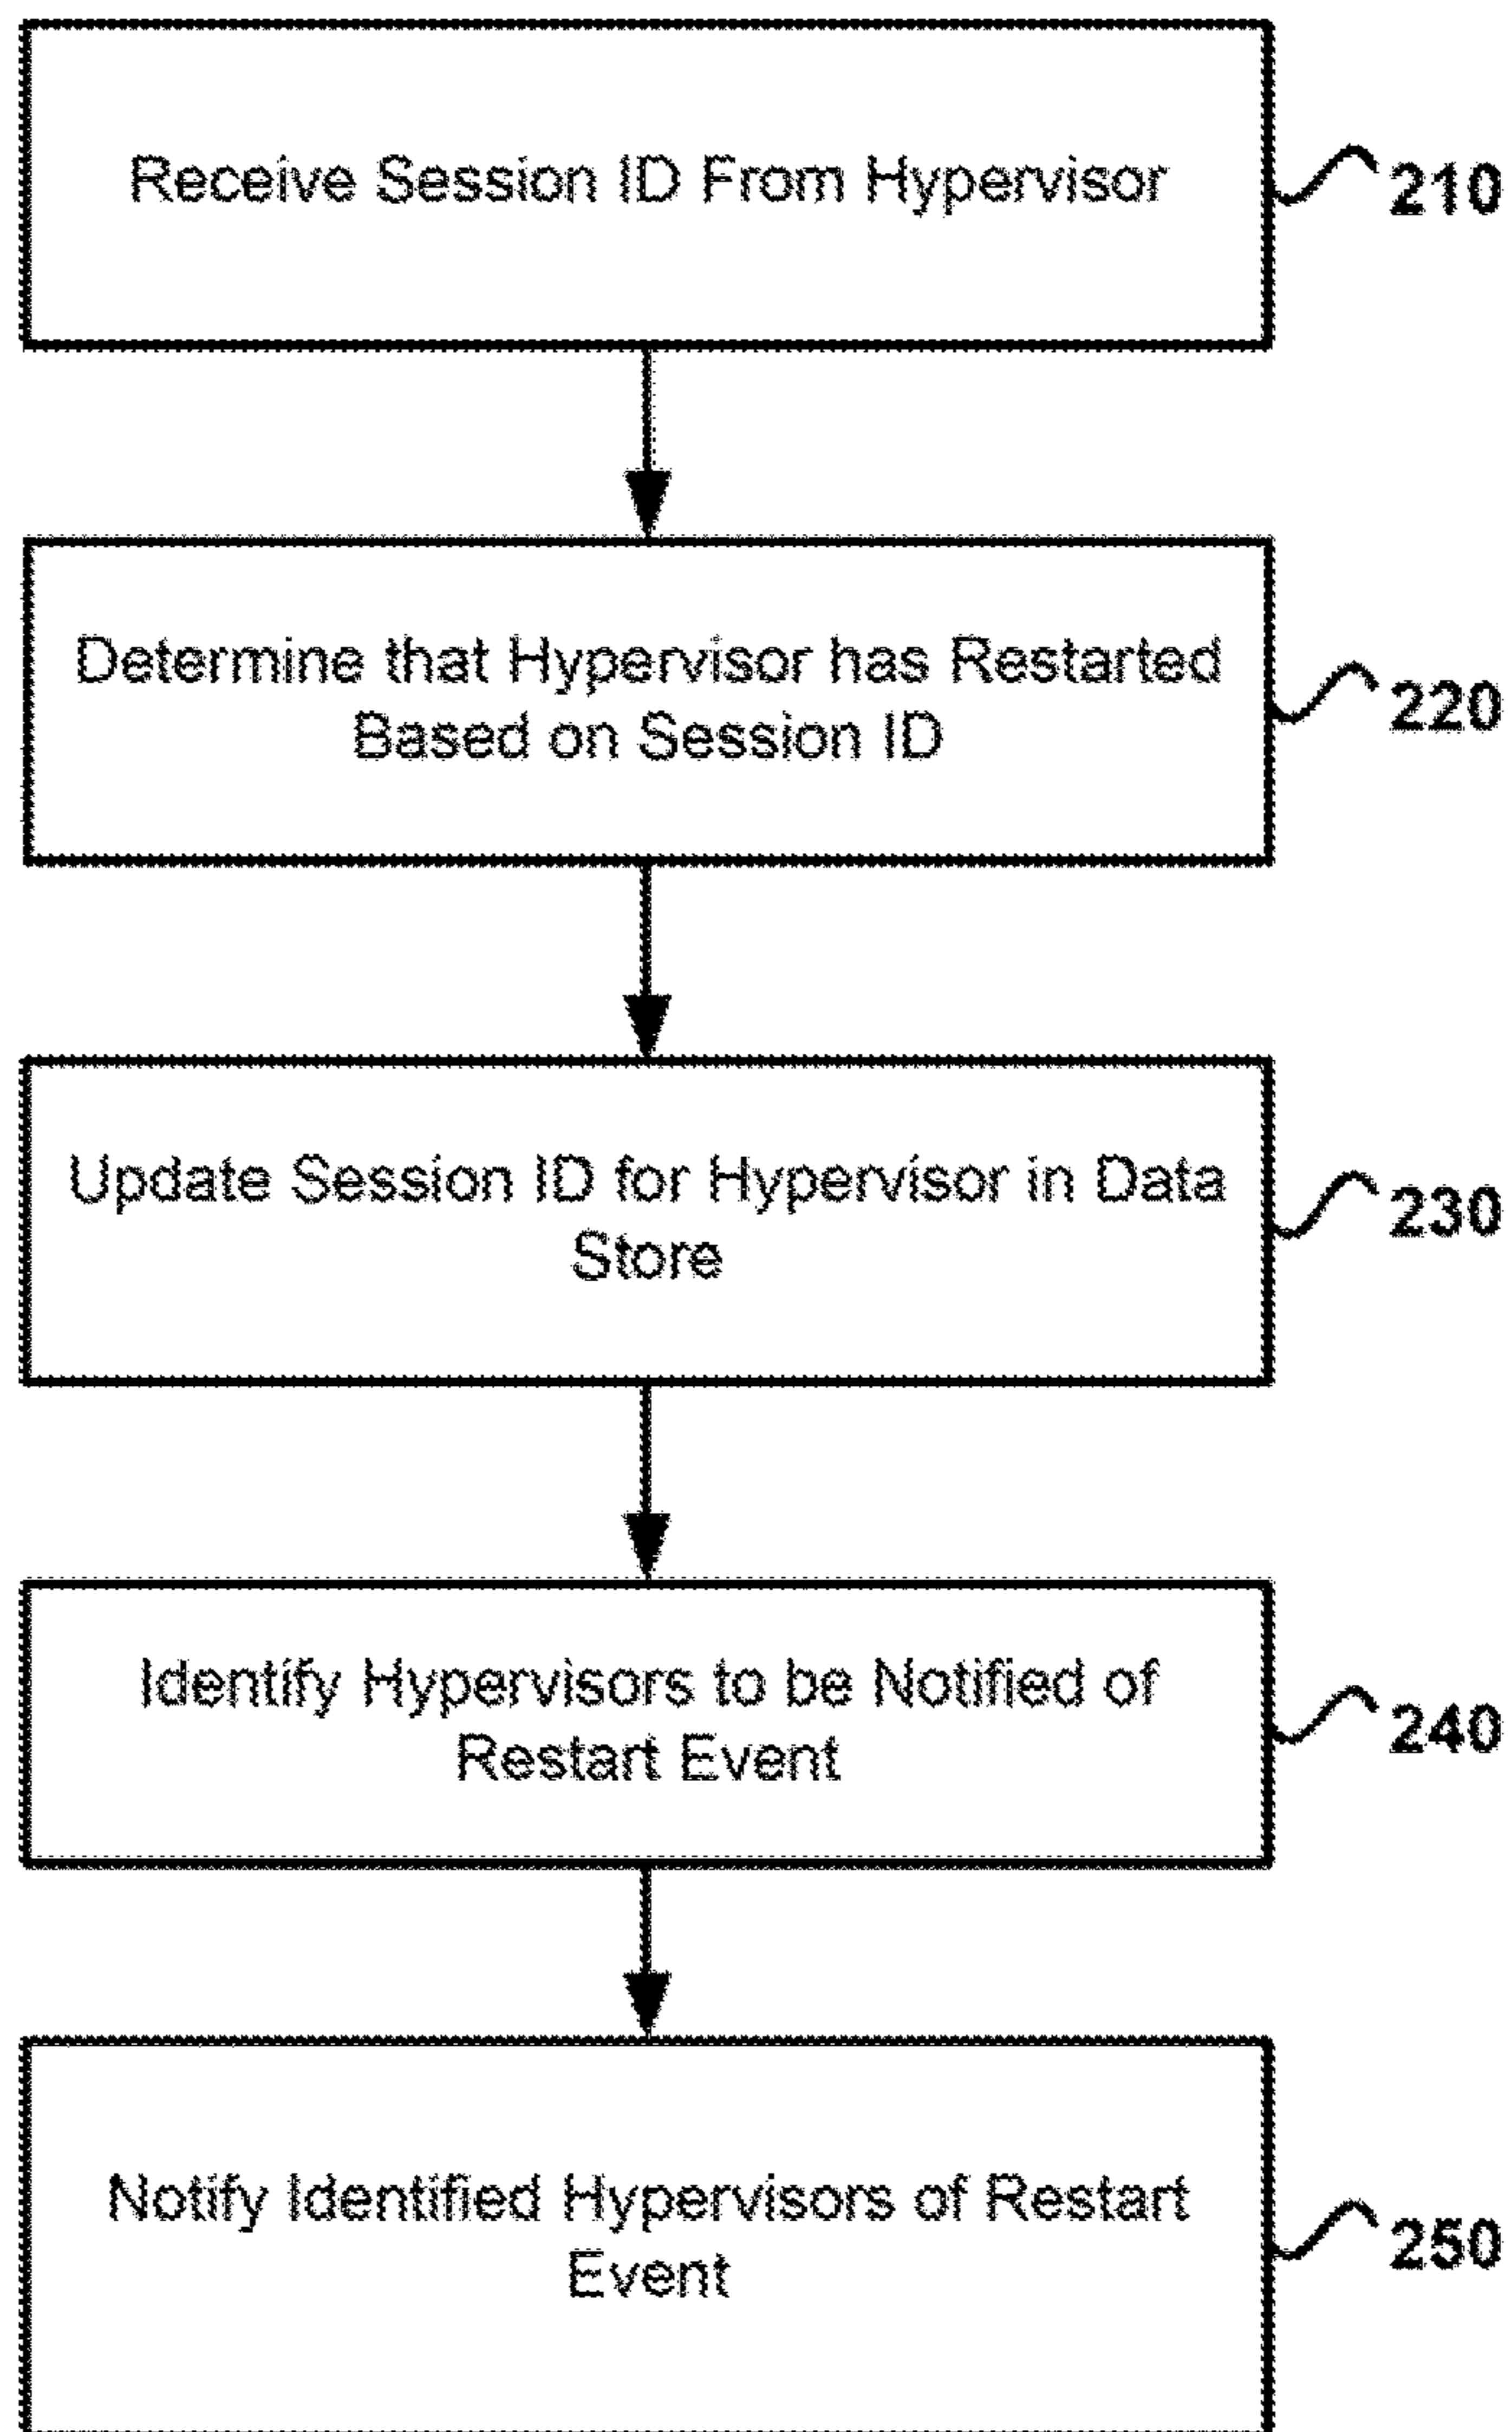 Receive Session ID From Hypervisor
210
Determine that Hypervisor has Restarted
Based on Session ID
220
Update Session ID for Hypervisor in Data
Store
230
Identify Hypervisors to be Notified of
Restart Event
240
Notify Identified Hypervisors of Restart
Event
250